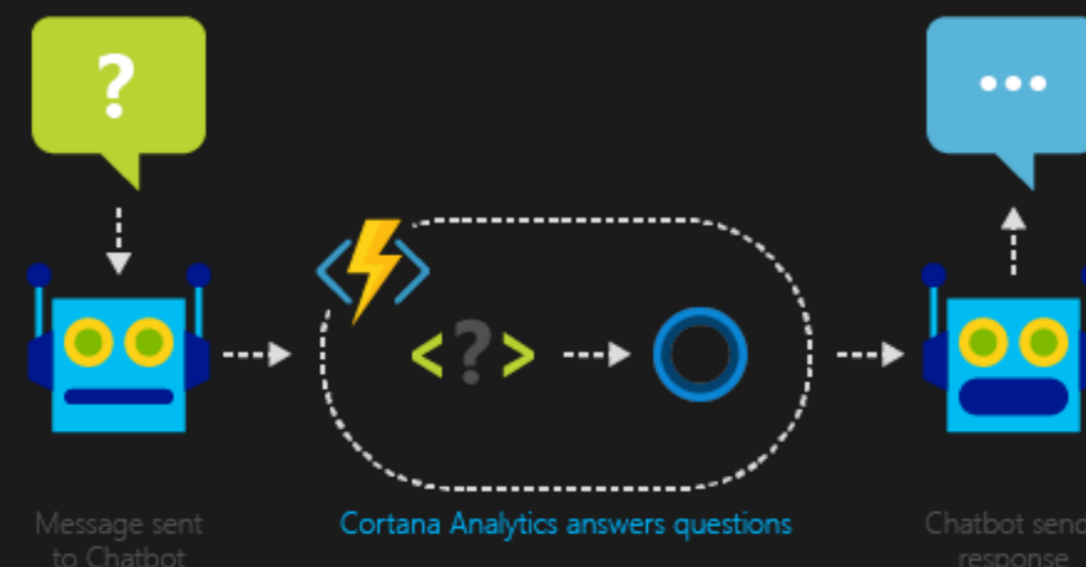 ?
<?>
Message sent
to Chatbot
Cortana Analytics answers questions
Chatbot send
response